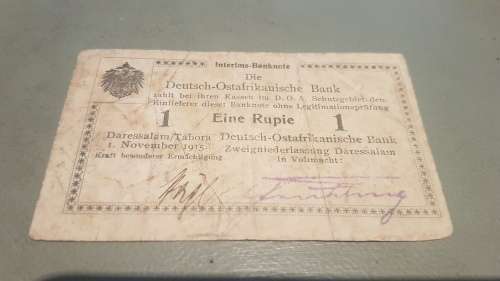 Interims-Banknote
Die
Deutsch-Ostafrikanische Bank
zahlt bei ihren Kassen im D. O. A. Schutzgebiet dem
Einlieferer dieser Banknote ohne Legitimationsprüfung
1 Eine Rupie 1
Daressalam/Tabora Deutsch-Ostafrikanische Bank
1. November 1915. Zweigniederlassung Daressalam
Kraft besonderer Ermächtigung in Vollmacht: